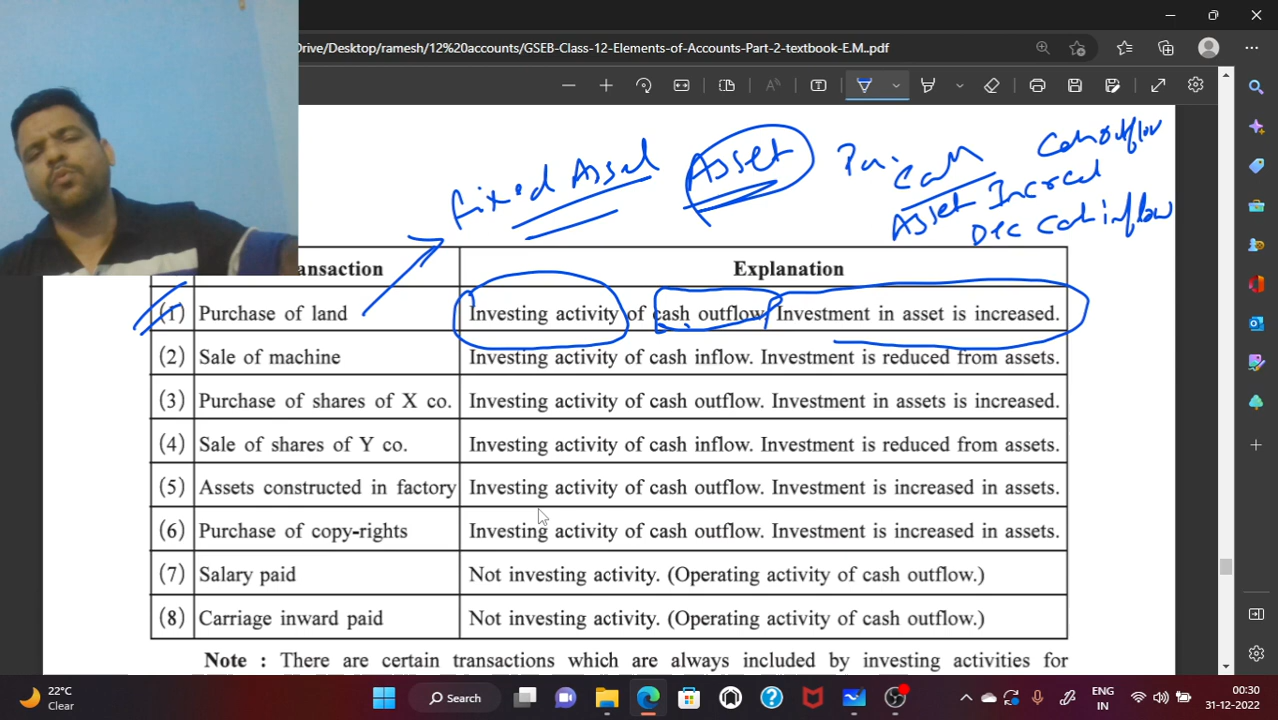 Drive/Desktop/ramesh/12%20accounts/GSEB-Class-12-Elements-of-Accounts-Part-2-textbook-E.M..pdf
Fixed Asset Asset
Cash outflow
Cash
Asset Incred
Dec Cash inflow
ansaction Explanation
(1) Purchase of land Investing activity of cash outflow. Investment in asset is increased.
(2) Sale of machine Investing activity of cash inflow. Investment is reduced from assets.
(3) Purchase of shares of X co. Investing activity of cash outflow. Investment in assets is increased.
(4) Sale of shares of Y co. Investing activity of cash inflow. Investment is reduced from assets.
(5) Assets constructed in factory Investing activity of cash outflow. Investment is increased in assets.
(6) Purchase of copy-rights Investing activity of cash outflow. Investment is increased in assets.
(7) Salary paid Not investing activity. (Operating activity of cash outflow.)
(8) Carriage inward paid Not investing activity. (Operating activity of cash outflow.)
Note : There are certain transactions which are always included by investing activities for
22°C
Clear
Search
ENG
IN
00:30
31-12-2022